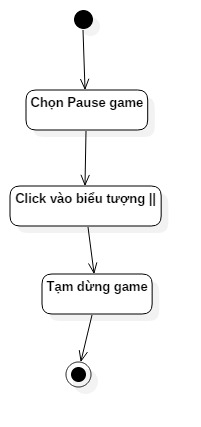 Chọn Pause game
Click vào biểu tượng ||
Tạm dừng game